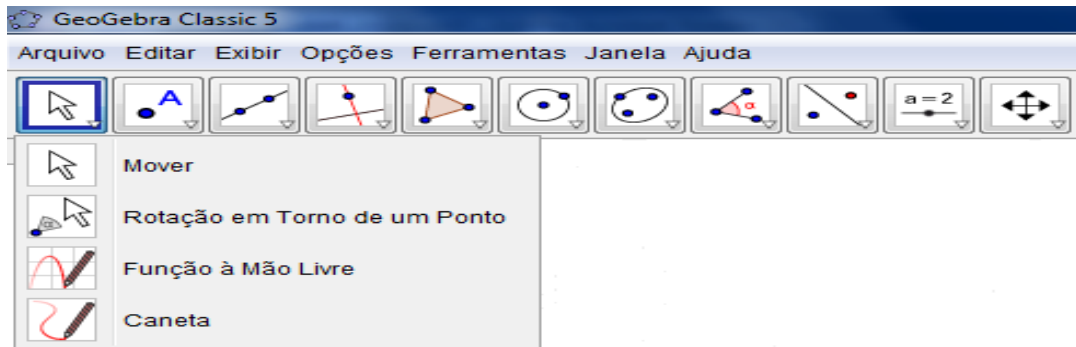 GeoGebra Classic 5
Arquivo Editar Exibir Opções Ferramentas Janela Ajuda
A α a = 2
Mover
Rotação em Torno de um Ponto
Função à Mão Livre
Caneta